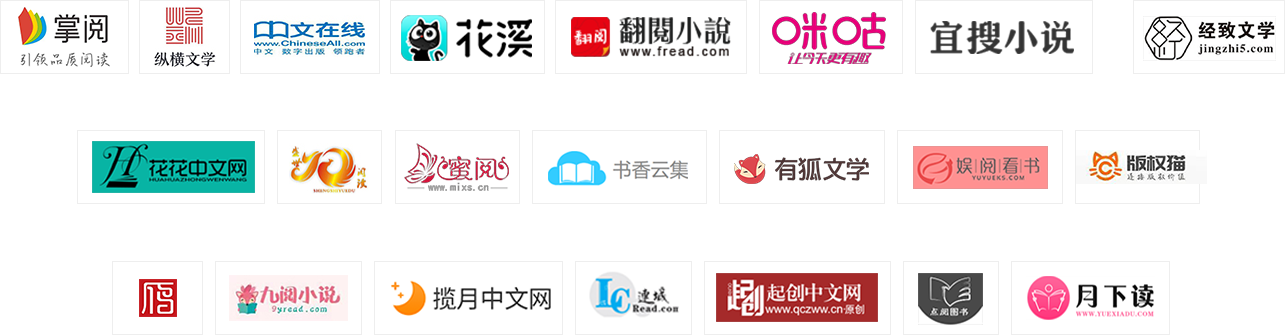 掌阅
引领品质阅读
纵横文学
中文在线
www.ChineseAll.com
中文 数字出版 领跑者
花溪
翻阅
翻閱小說
www.fread.com
咪咕
让今天更有趣
宜搜小说
经致文学
jingzhi5.com
花花中文网
HUAHUAZHONGWENWANG
阅读
蜜阅
www.mixs.cn
书香云集
有狐文学
娱阅看书
YUYUEKS.COM
版权猫
连接版权价值
九阅小说
9yread.com
揽月中文网
LC
连城
Read.com
起创
起创中文网
www.qczww.cn·原创
点阅图书
月下读
WWW.YUEXIADU.COM